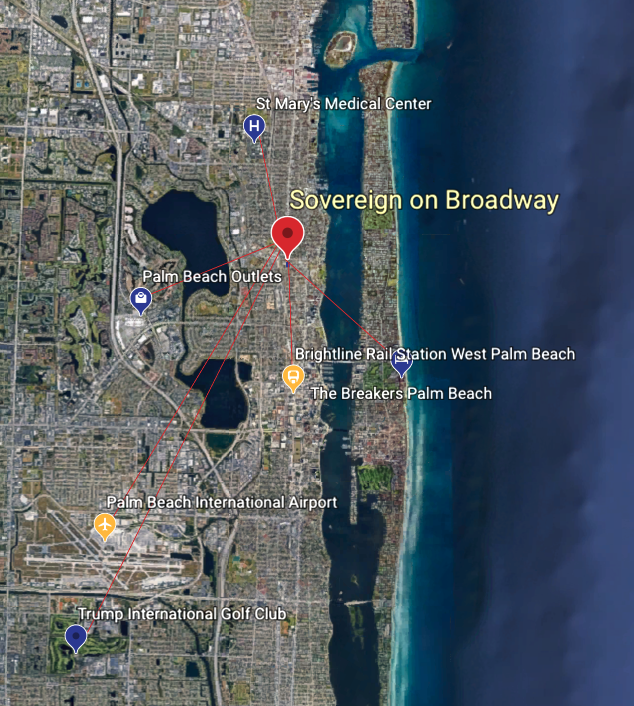 St Mary's Medical Center
H
Sovereign on Broadway
Palm Beach Outlets
Brightline Rail Station West Palm Beach
The Breakers Palm Beach
Palm Beach International Airport
Trump International Golf Club